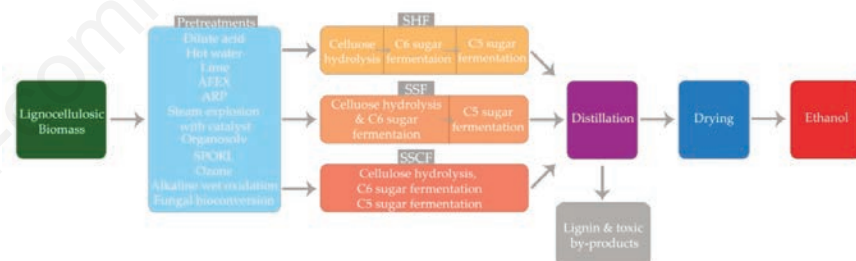 Lignocellulosic
Biomass
Pretreatments
Dilute acid
Hot water
Lime
AFEX
ARP
Steam explosion
with catalyst
Organosolv
SPORL
Ozone
Alkaline wet oxidation
Fungal bioconversion
SHF
Celluose
hydrolysis
C6 sugar
fermentaion
C5 sugar
fermentation
SSF
Celluose hydrolysis
& C6 sugar
fermentaion
C5 sugar
fermentation
SSCF
Cellulose hydrolysis,
C6 sugar fermentation
C5 sugar fermentation
Distillation
Lignin & toxic
by-products
Drying
Ethanol